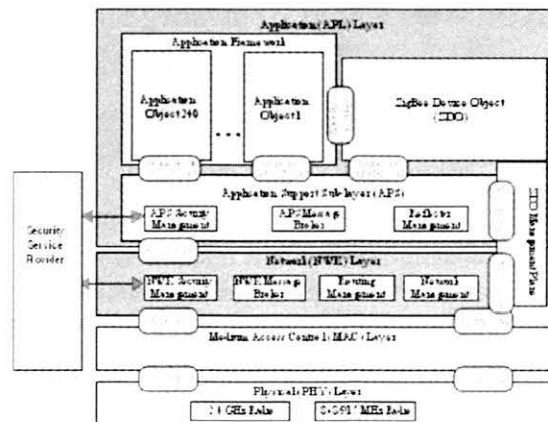 Application (APL) Layer
Application Framework
Application
Object 240
...
Application
Object 1
ZigBee Device Object
(ZDO)
Application Support Sub-layer (APS)
APS Security
Management
APS Message
Broker
Reflector
Management
ZDO Management Plane
Security
Service
Provider
Network (NWK) Layer
NWK Security
Management
NWK Message
Broker
Routing
Management
Network
Management
Medium Access Control (MAC) Layer
Physical (PHY) Layer
2.4 GHz Radio
MHz Radio